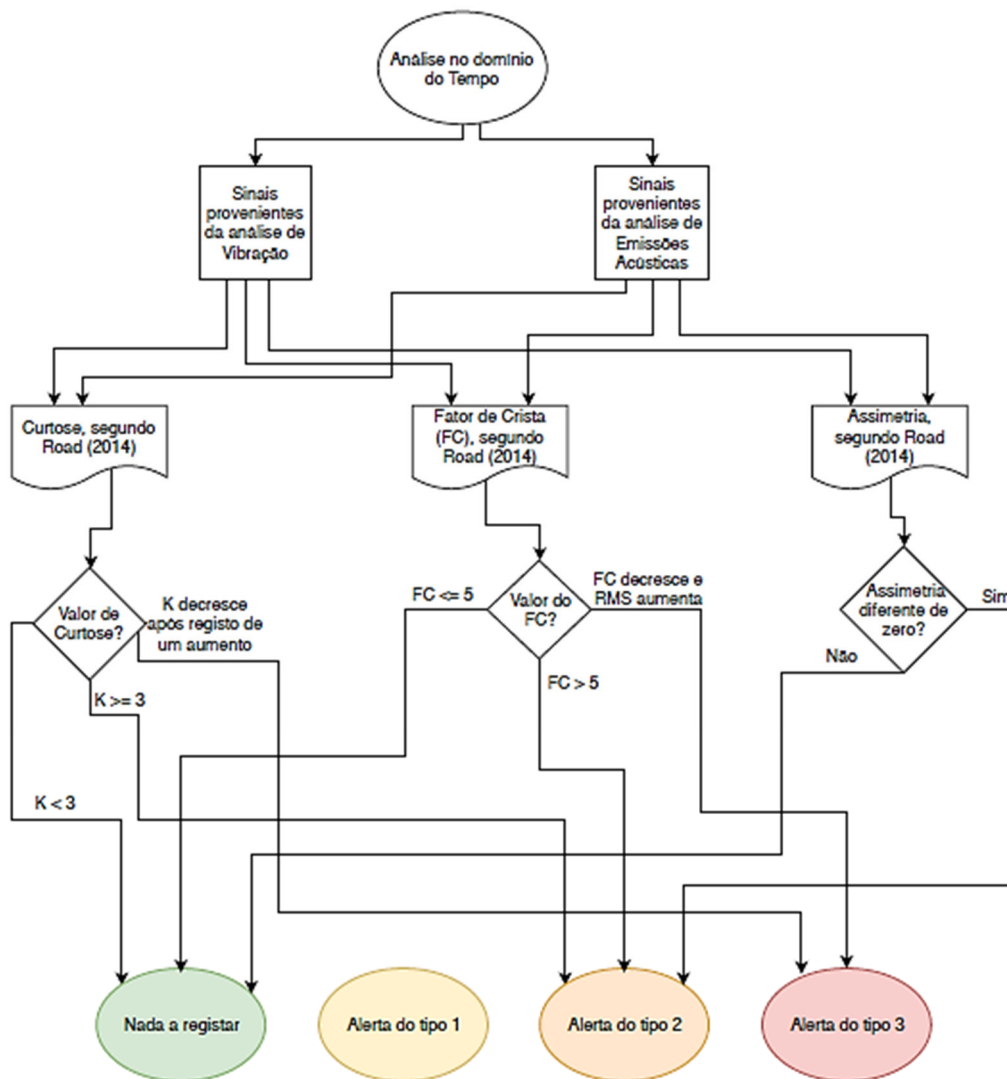 Análise no domínio
do Tempo
Sinais
provenientes
da análise de
Vibração
Sinais
provenientes
da análise de
Emissões
Acústicas
Curtose, segundo
Road (2014)
Fator de Crista
(FC), segundo
Road (2014)
Assimetria,
segundo Road
(2014)
Valor de
Curtose?
K decresce
após registo de
um aumento
K >= 3
K < 3
FC <= 5
Valor do
FC?
FC decresce e
RMS aumenta
FC > 5
Assimetria
diferente de
zero?
Sim
Não
Nada a registar
Alerta do tipo 1
Alerta do tipo 2
Alerta do tipo 3